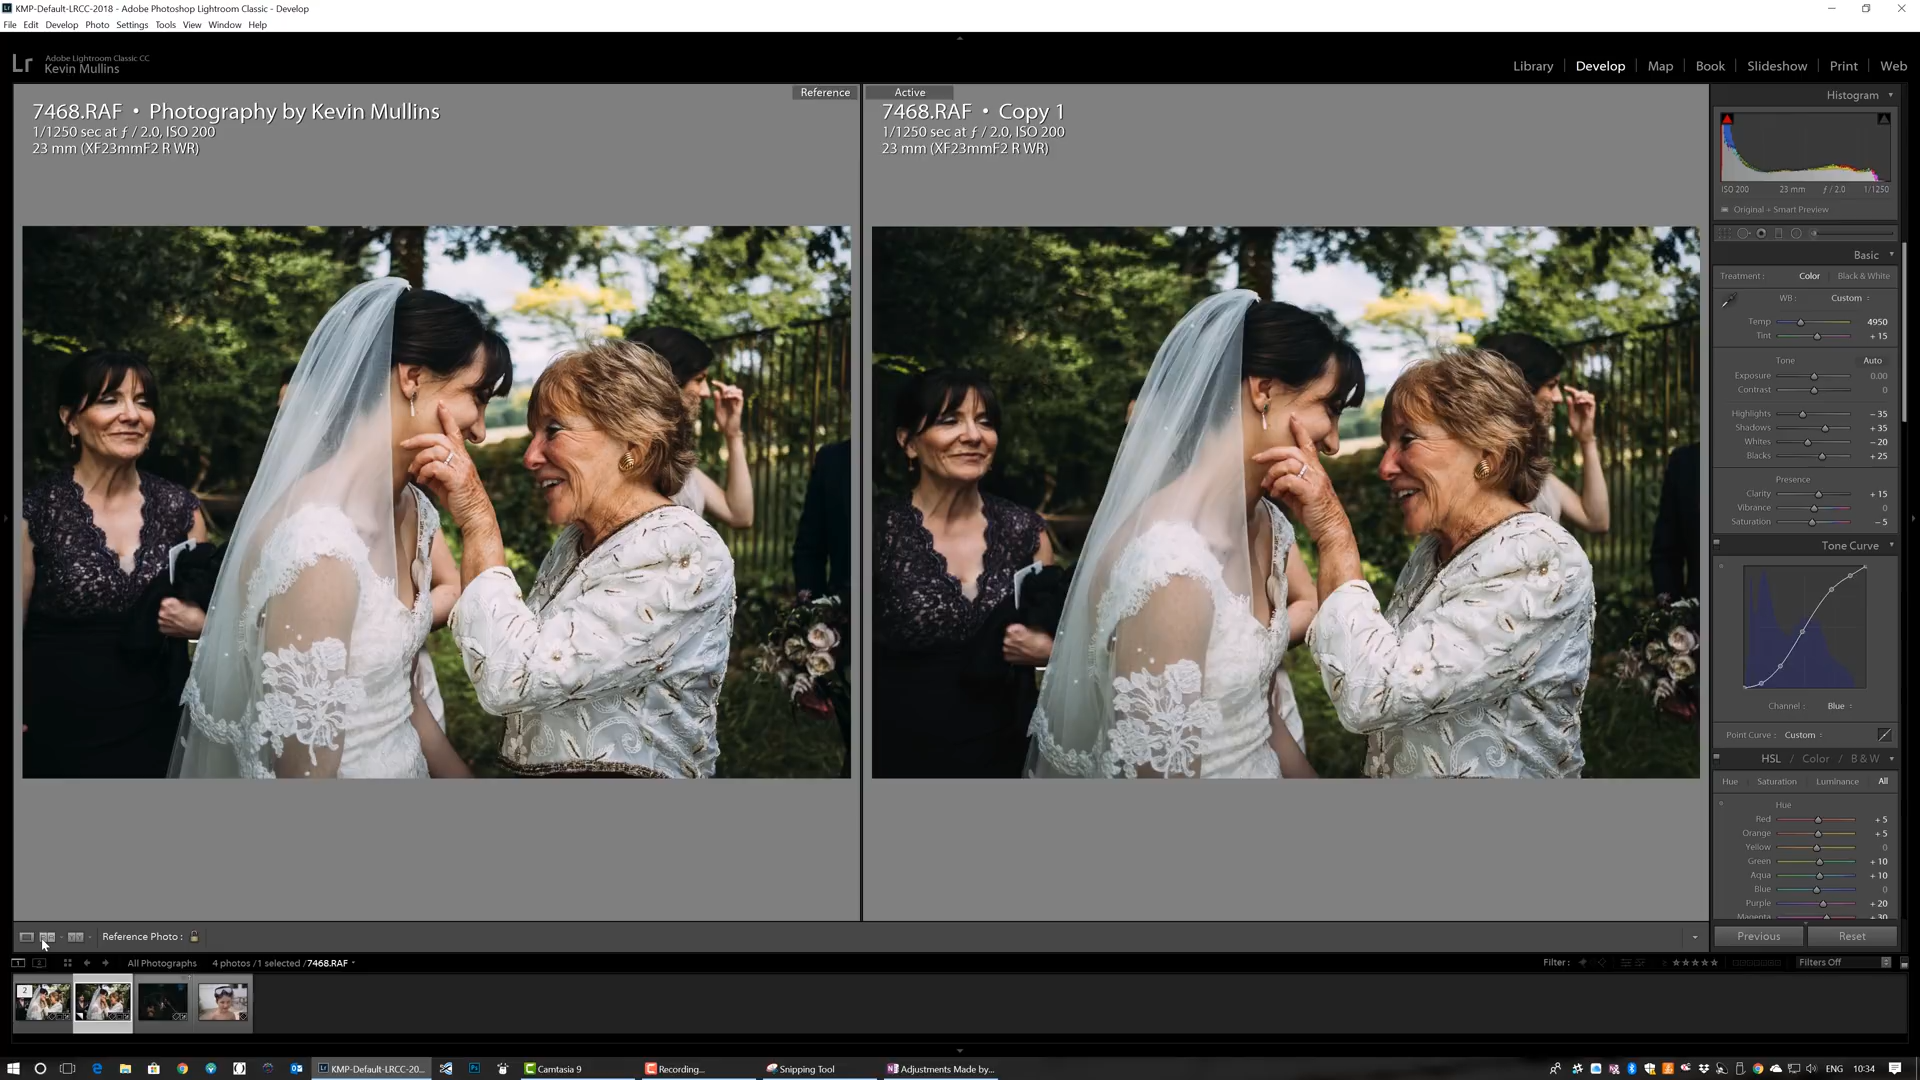 KMP-Default-LRCC-2018 - Adobe Photoshop Lightroom Classic - Develop
File Edit Develop Photo Settings Tools View Window Help
Lr Adobe Lightroom Classic CC
Kevin Mullins
Library Develop Map Book Slideshow Print Web
Reference
7468.RAF • Photography by Kevin Mullins
1/1250 sec at ƒ / 2.0, ISO 200
23 mm (XF23mmF2 R WR)
Active
7468.RAF • Copy 1
1/1250 sec at ƒ / 2.0, ISO 200
23 mm (XF23mmF2 R WR)
Histogram
ISO 200 23 mm ƒ / 2.0 1/1250
Original + Smart Preview
Basic
Treatment : Color Black & White
WB : Custom
Temp 4950
Tint + 15
Tone Auto
Exposure 0.00
Contrast 0
Highlights − 35
Shadows + 35
Whites − 20
Blacks + 25
Presence
Clarity + 15
Vibrance 0
Saturation − 5
Tone Curve
Channel : Blue
Point Curve : Custom
HSL / Color / B & W
Hue Saturation Luminance All
Hue
Red + 5
Orange + 5
Yellow 0
Green + 10
Aqua + 10
Blue 0
Purple + 20
Magenta + 30
Reference Photo :
Previous Reset
1 2 All Photographs 4 photos / 1 selected / 7468.RAF
Filter : Filters Off
2
KMP-Default-LRCC-20...
Camtasia 9
Recording...
Snipping Tool
Adjustments Made by...
ENG 10:34